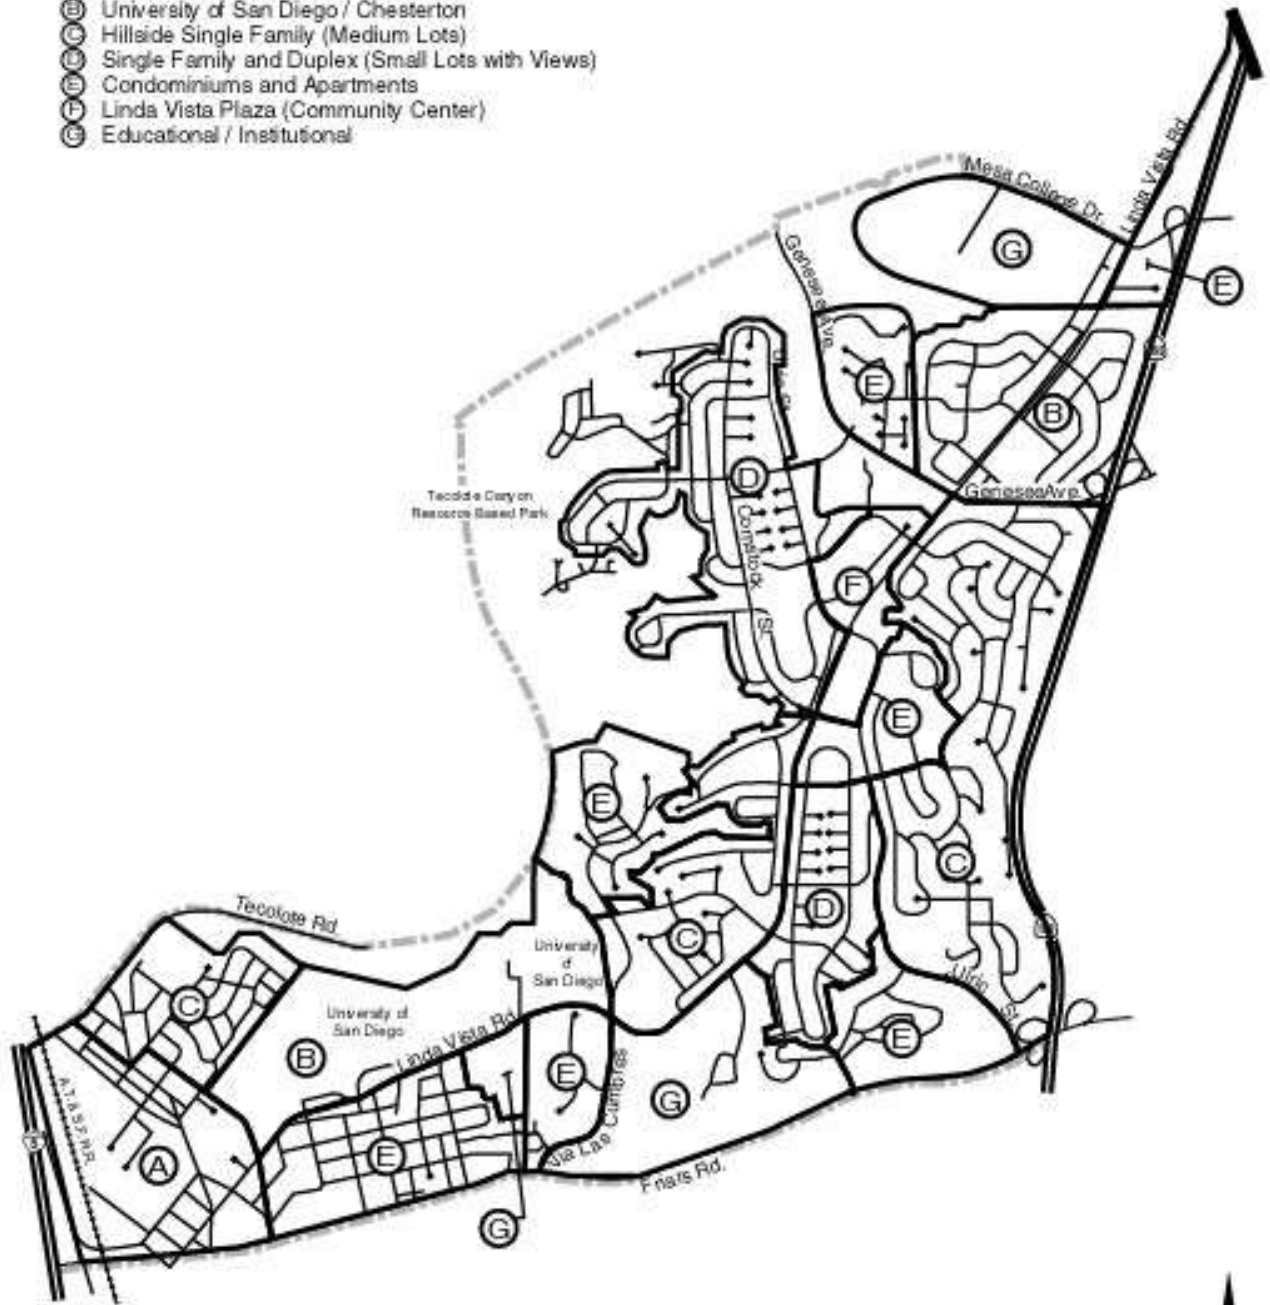 B University of San Diego / Chesterton
C Hillside Single Family (Medium Lots)
D Single Family and Duplex (Small Lots with Views)
E Condominiums and Apartments
F Linda Vista Plaza (Community Center)
G Educational / Institutional
Mesa College Dr.
Linda Vista Rd.
G
Genesee Ave.
E
E
B
D
Ulric St.
Genesee Ave.
Tecolote Canyon
Resource Based Park
Comstock
St.
F
E
E
C
D
C
Tecolote Rd.
University
of
San Diego
Ulric St.
C
University of
San Diego
B
Linda Vista Rd.
E
E
G
Via Las Cumbres
A.T.&S.F.R.R.
5
A
E
Friars Rd.
G